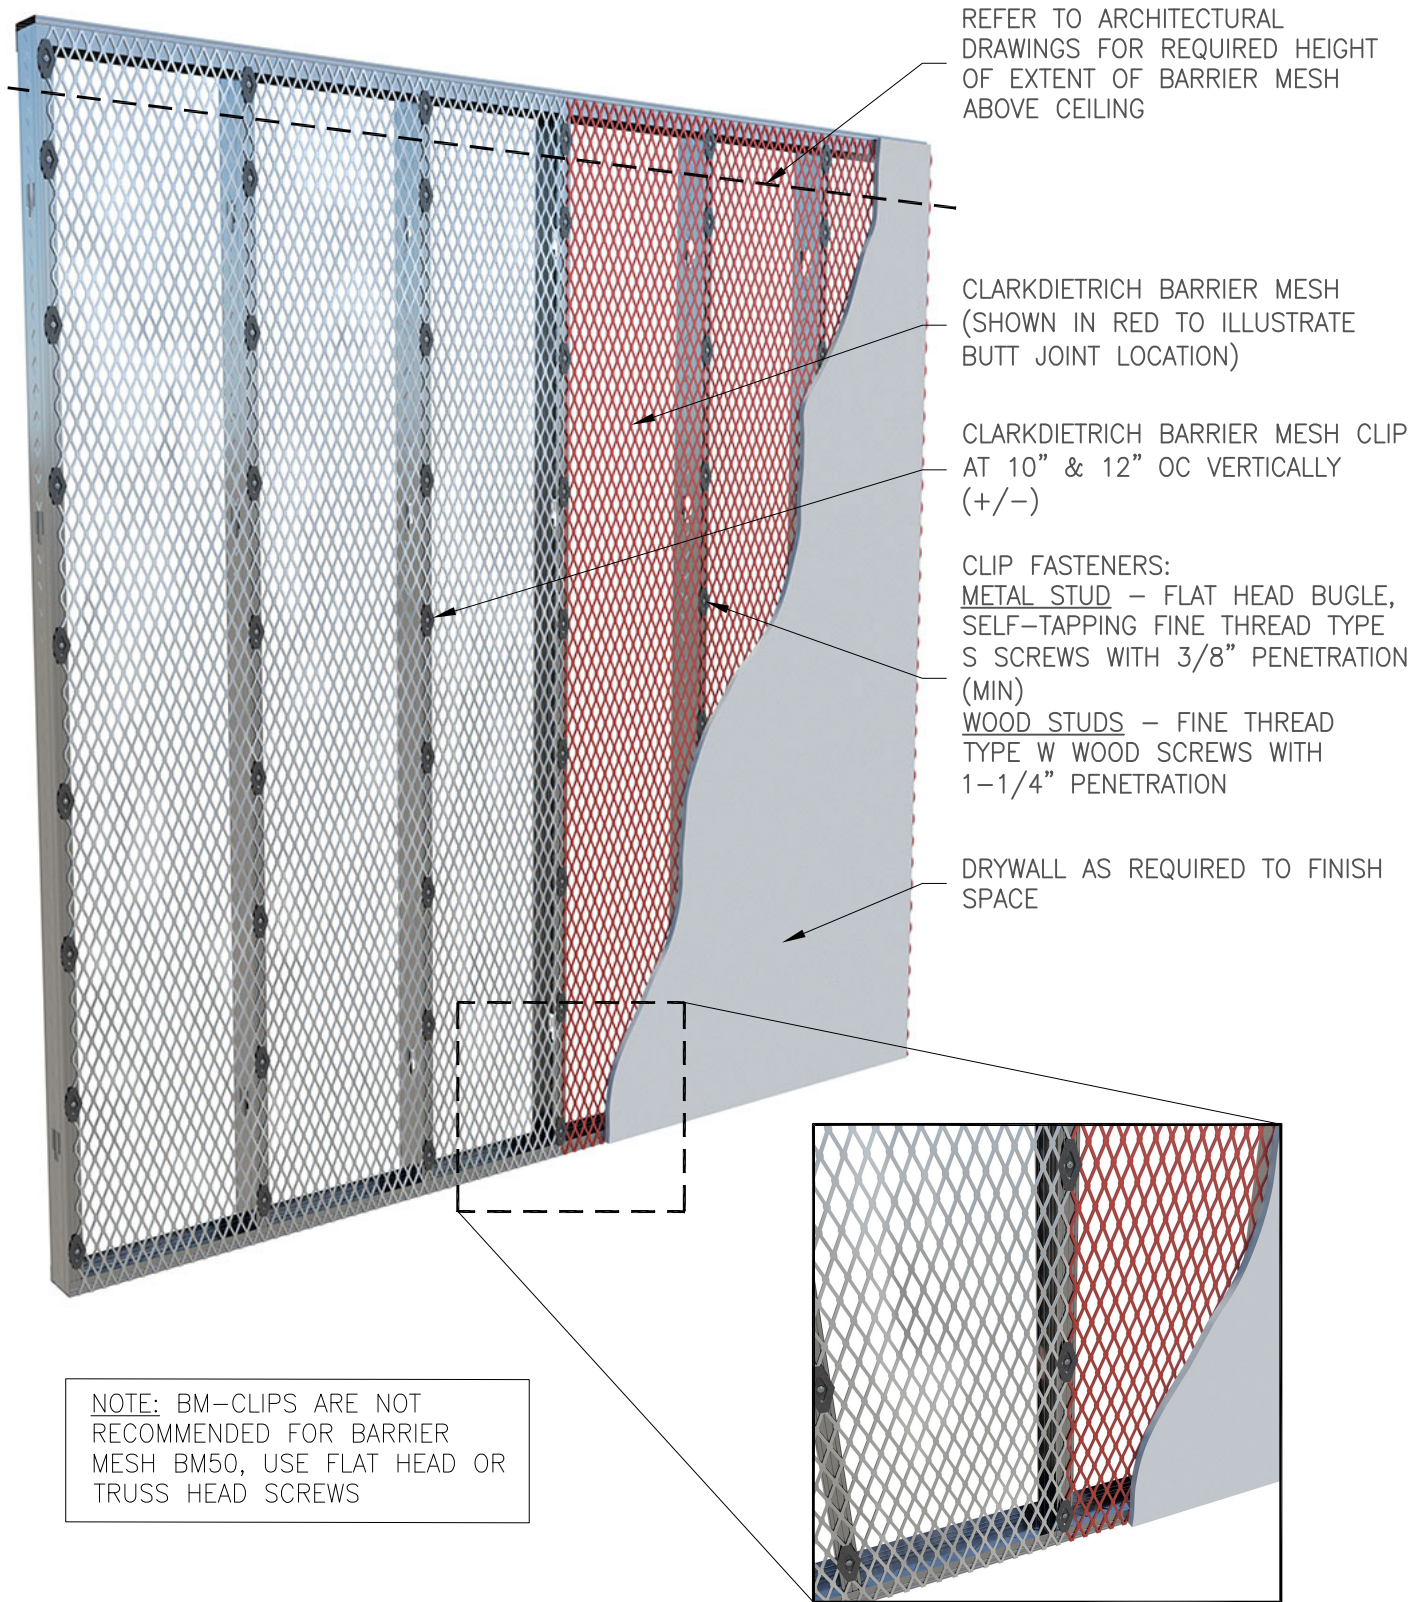 REFER TO ARCHITECTURAL
DRAWINGS FOR REQUIRED HEIGHT
OF EXTENT OF BARRIER MESH
ABOVE CEILING
CLARKDIETRICH BARRIER MESH
(SHOWN IN RED TO ILLUSTRATE
BUTT JOINT LOCATION)
CLARKDIETRICH BARRIER MESH CLIP
AT 10” & 12” OC VERTICALLY
(+/−)
CLIP FASTENERS:
METAL STUD − FLAT HEAD BUGLE,
SELF−TAPPING FINE THREAD TYPE
S SCREWS WITH 3/8” PENETRATION
(MIN)
WOOD STUDS − FINE THREAD
TYPE W WOOD SCREWS WITH
1−1/4” PENETRATION
DRYWALL AS REQUIRED TO FINISH
SPACE
NOTE: BM−CLIPS ARE NOT
RECOMMENDED FOR BARRIER
MESH BM50, USE FLAT HEAD OR
TRUSS HEAD SCREWS